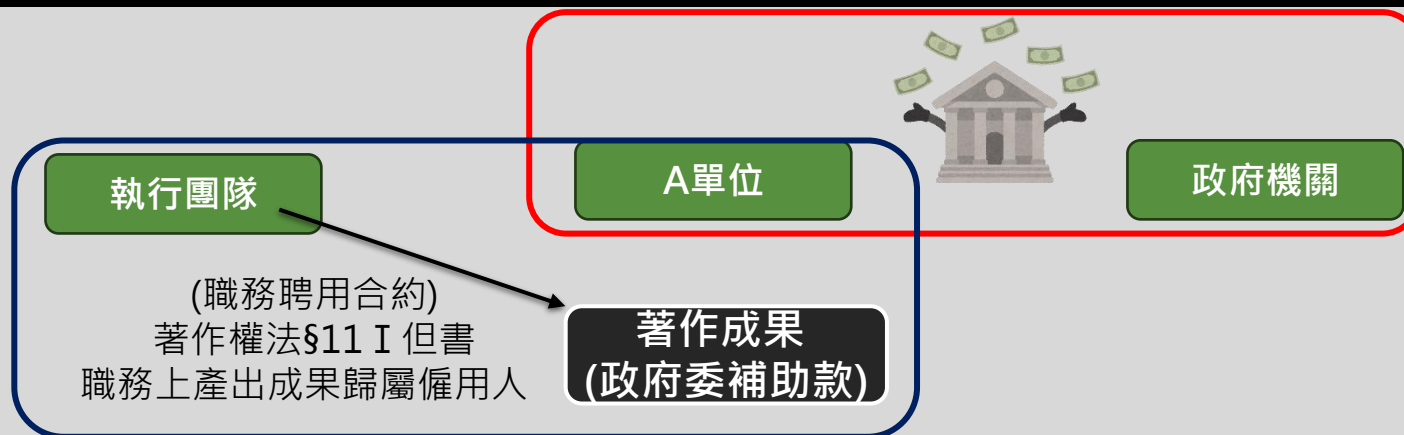 執行團隊
A單位
政府機關
(職務聘用合約)
著作權法§11 I 但書
職務上產出成果歸屬僱用人
著作成果
(政府委補助款)